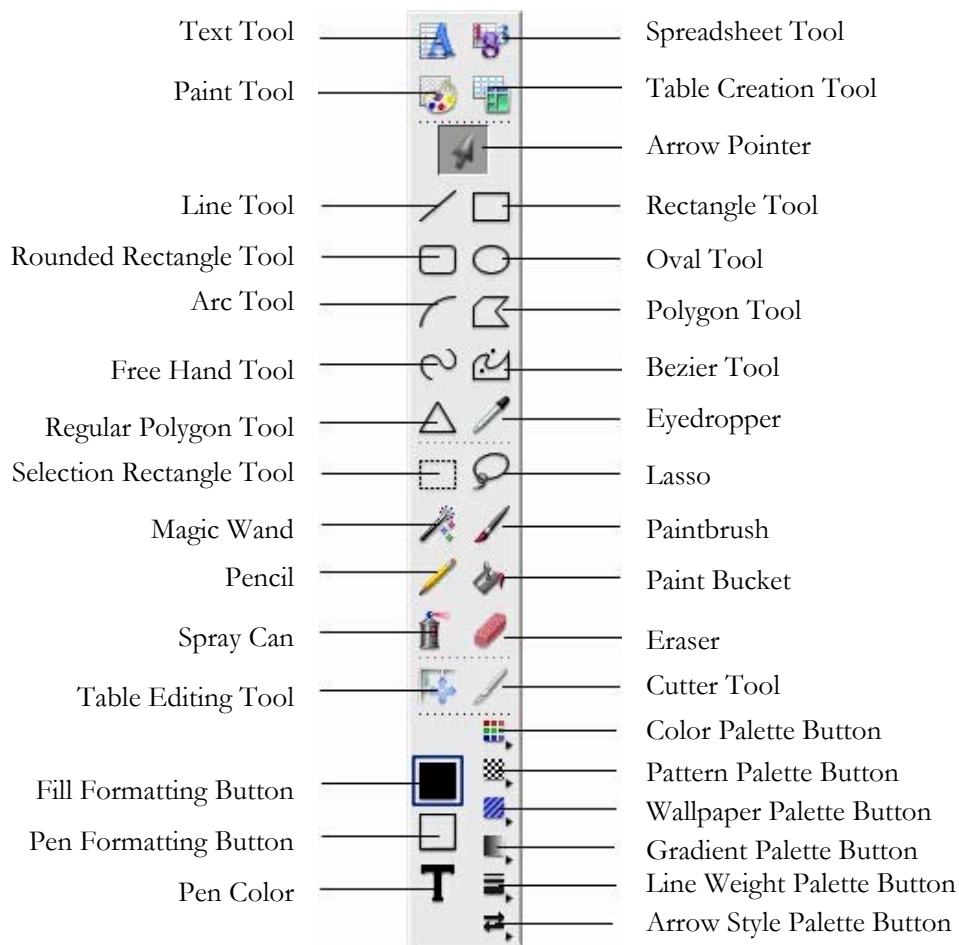 Text Tool
Spreadsheet Tool
Paint Tool
Table Creation Tool
Arrow Pointer
Line Tool
Rectangle Tool
Rounded Rectangle Tool
Oval Tool
Arc Tool
Polygon Tool
Free Hand Tool
Bezier Tool
Regular Polygon Tool
Eyedropper
Selection Rectangle Tool
Lasso
Magic Wand
Paintbrush
Pencil
Paint Bucket
Spray Can
Eraser
Table Editing Tool
Cutter Tool
Color Palette Button
Pattern Palette Button
Fill Formatting Button
Wallpaper Palette Button
Pen Formatting Button
Gradient Palette Button
Line Weight Palette Button
Pen Color
T
Arrow Style Palette Button